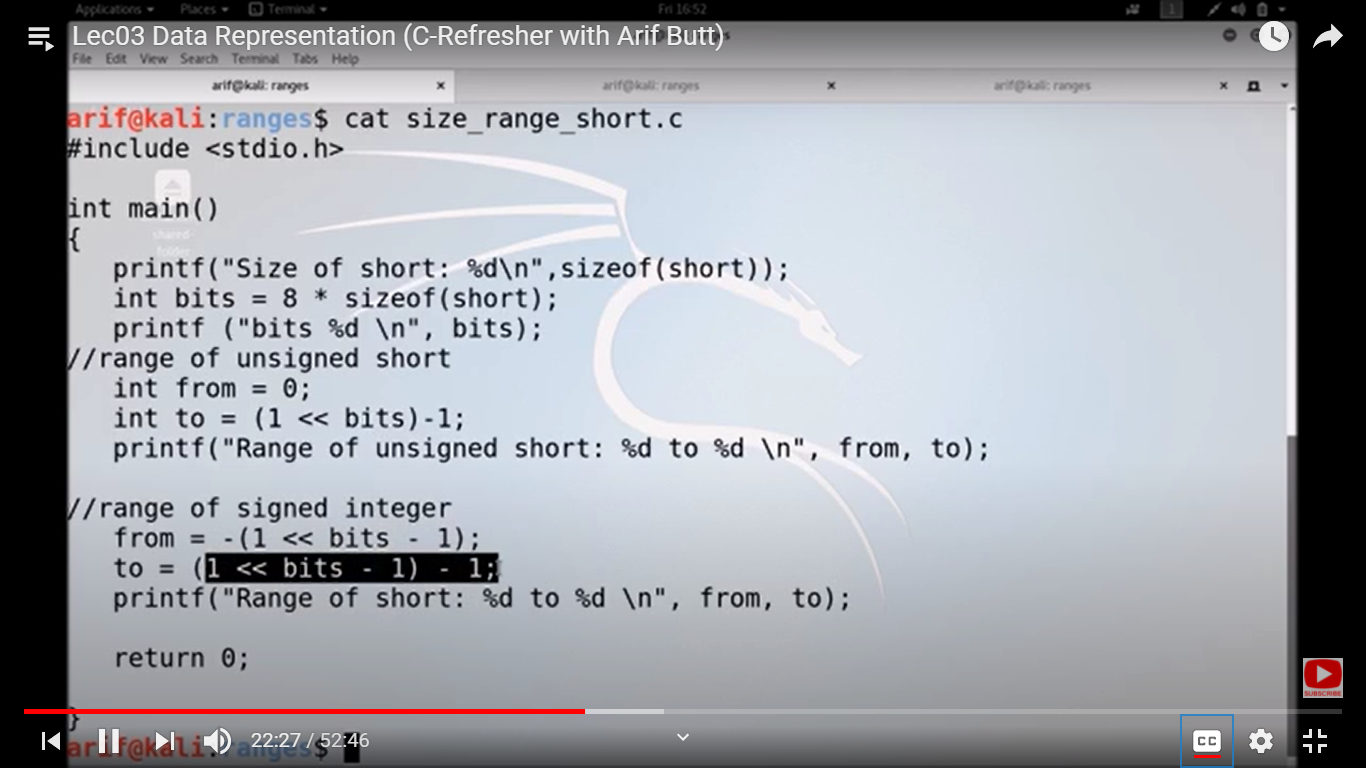 Applications Places Terminal Fri 16:52 1
Lec03 Data Representation (C-Refresher with Arif Butt)
File Edit View Search Terminal Tabs Help
arif@kali: ranges × arif@kali: ranges × arif@kali: ranges ×
arif@kali:ranges$ cat size_range_short.c
#include <stdio.h>
int main()
shared-
folder
{
printf("Size of short: %d\n",sizeof(short));
int bits = 8 * sizeof(short);
printf ("bits %d \n", bits);
//range of unsigned short
int from = 0;
int to = (1 << bits)-1;
printf("Range of unsigned short: %d to %d \n", from, to);
//range of signed integer
from = -(1 << bits - 1);
to = (1 << bits - 1) - 1;
printf("Range of short: %d to %d \n", from, to);
return 0;
SUBSCRIBE
}
arif@kali:ranges$
22:27 / 52:46
CC